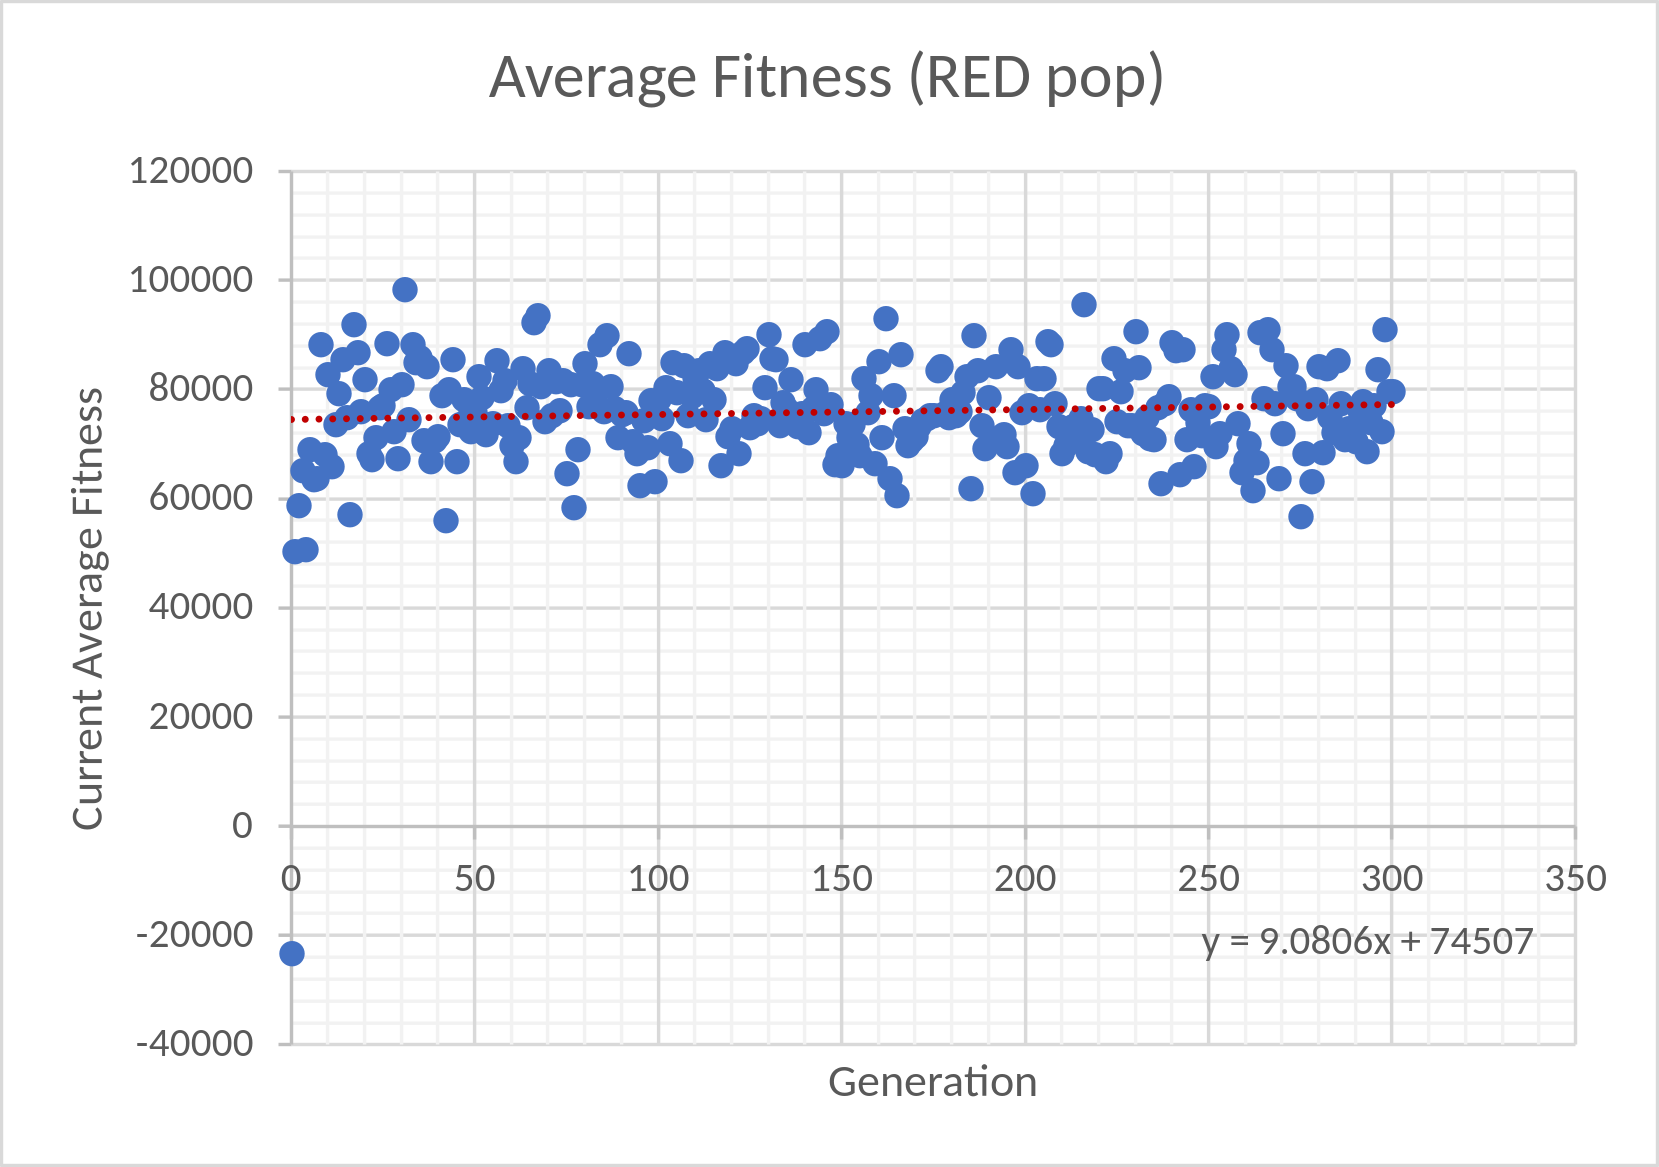 Average Fitness (RED pop)
120000
100000
80000
60000
40000
20000
0
-20000
-40000
0 50 100 150 200 250 300 350
Current Average Fitness
Generation
y = 9.0806x + 74507